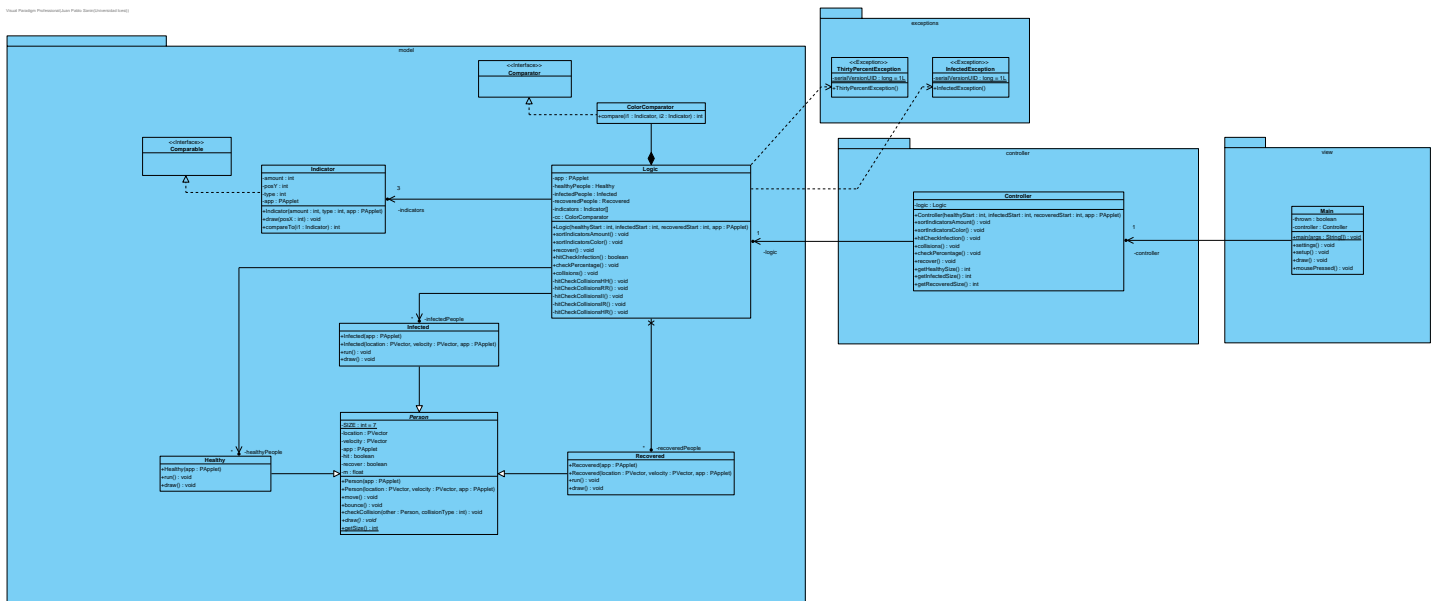 Visual Paradigm Professional(Juan Pablo Sanin(Universidad Icesi))
exceptions
<<Exception>>
ThirtyPercentException
-serialVersionUID : long = 1L
+ThirtyPercentException()
<<Exception>>
InfectedException
-serialVersionUID : long = 1L
+InfectedException()
model
<<Interface>>
Comparator
ColorComparator
+compare(i1 : Indicator, i2 : Indicator) : int
<<Interface>>
Comparable
Indicator
-amount : int
-posY : int
-type : int
-app : PApplet
+Indicator(amount : int, type : int, app : PApplet)
+draw(posX : int) : void
+compareTo(i1 : Indicator) : int
3
-indicators
Logic
-app : PApplet
-healthyPeople : Healthy
-infectedPeople : Infected
-recoveredPeople : Recovered
-indicators : Indicator[]
-cc : ColorComparator
+Logic(healthyStart : int, infectedStart : int, recoveredStart : int, app : PApplet)
+sortIndicatorsAmount() : void
+sortIndicatorsColor() : void
+recover() : void
+hitCheckInfection() : boolean
+checkPercentage() : void
+collisions() : void
-hitCheckCollisionsHH() : void
-hitCheckCollisionsRR() : void
-hitCheckCollisionsII() : void
-hitCheckCollisionsIR() : void
-hitCheckCollisionsHR() : void
1
-logic
controller
Controller
-logic : Logic
+Controller(healthyStart : int, infectedStart : int, recoveredStart : int, app : PApplet)
+sortIndicatorsAmount() : void
+sortIndicatorsColor() : void
+hitCheckInfection() : void
+collisions() : void
+checkPercentage() : void
+recover() : void
+getHealthySize() : int
+getInfectedSize() : int
+getRecoveredSize() : int
1
-controller
view
Main
-thrown : boolean
-controller : Controller
+main(args : String[]) : void
+settings() : void
+setup() : void
+draw() : void
+mousePressed() : void
*
-infectedPeople
Infected
+Infected(app : PApplet)
+Infected(location : PVector, velocity : PVector, app : PApplet)
+run() : void
+draw() : void
Person
-SIZE : int = 7
-location : PVector
-velocity : PVector
-app : PApplet
-hit : boolean
-recover : boolean
-m : float
+Person(app : PApplet)
+Person(location : PVector, velocity : PVector, app : PApplet)
+move() : void
+bounce() : void
+checkCollision(other : Person, collisionType : int) : void
+draw() : void
+getSize() : int
*
-healthyPeople
Healthy
+Healthy(app : PApplet)
+run() : void
+draw() : void
*
-recoveredPeople
Recovered
+Recovered(app : PApplet)
+Recovered(location : PVector, velocity : PVector, app : PApplet)
+run() : void
+draw() : void